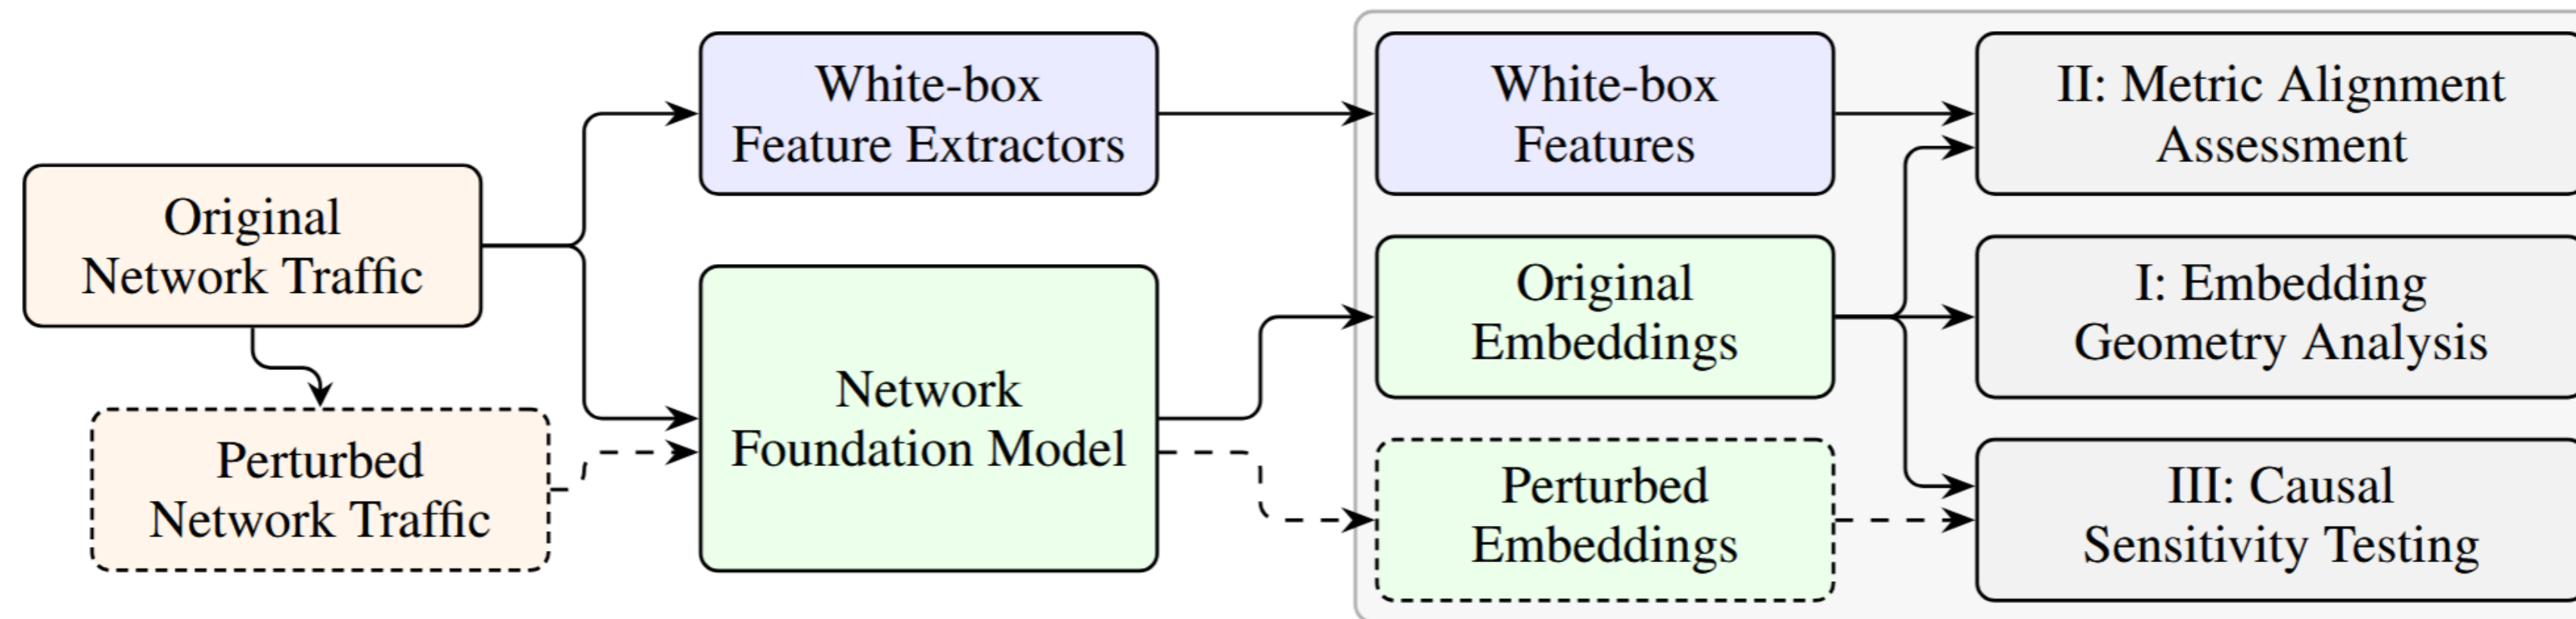 Original
Network Traffic
Perturbed
Network Traffic
White-box
Feature Extractors
Network
Foundation Model
White-box
Features
Original
Embeddings
Perturbed
Embeddings
II: Metric Alignment
Assessment
I: Embedding
Geometry Analysis
III: Causal
Sensitivity Testing